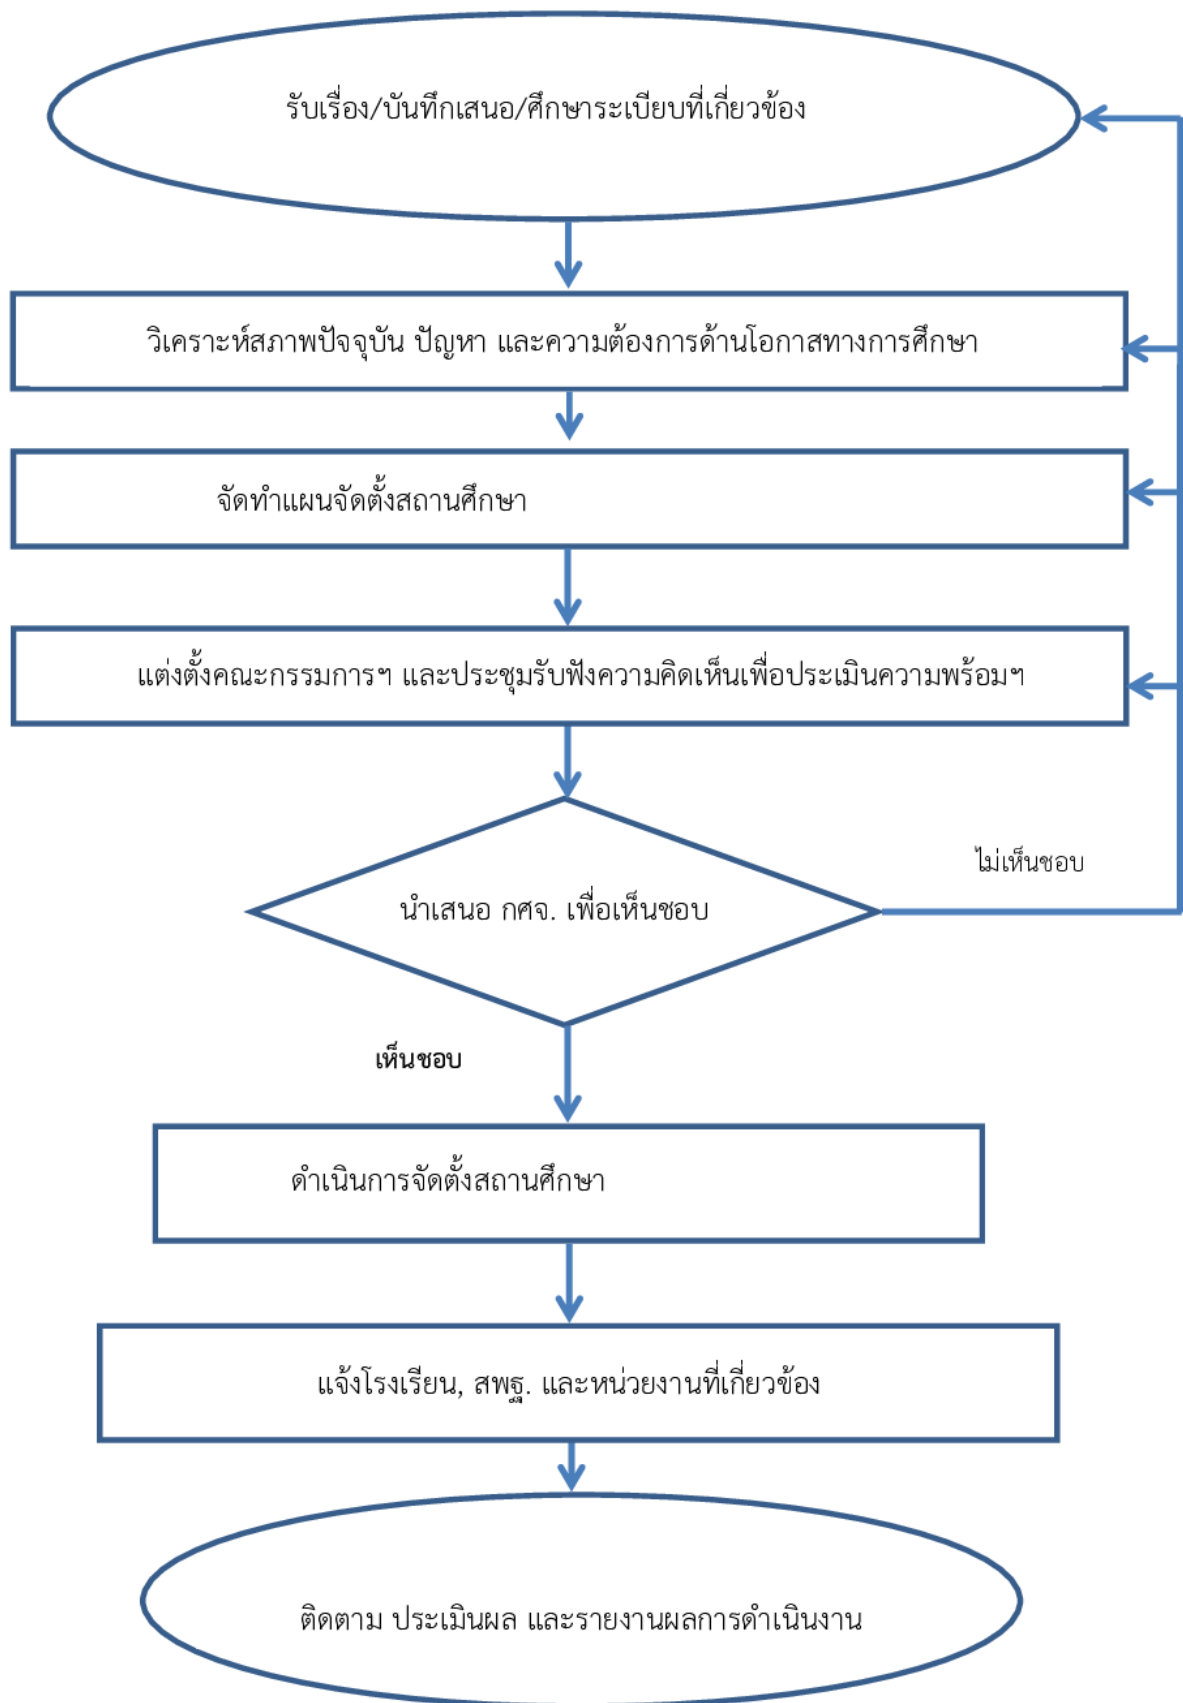 รับเรื่อง/บันทึกเสนอ/ศึกษาระเบียบที่เกี่ยวข้อง
วิเคราะห์สภาพปัจจุบัน ปัญหา และความต้องการด้านโอกาสทางการศึกษา
จัดทำแผนจัดตั้งสถานศึกษา
แต่งตั้งคณะกรรมการฯ และประชุมรับฟังความคิดเห็นเพื่อประเมินความพร้อมฯ
ไม่เห็นชอบ
นำเสนอ กศจ. เพื่อเห็นชอบ
เห็นชอบ
ดำเนินการจัดตั้งสถานศึกษา
แจ้งโรงเรียน, สพฐ. และหน่วยงานที่เกี่ยวข้อง
ติดตาม ประเมินผล และรายงานผลการดำเนินงาน